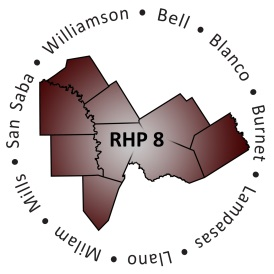 Williamson • Bell • Blanco • Burnet • Lampasas • Llano • Milam • Mills • San Saba •
RHP 8